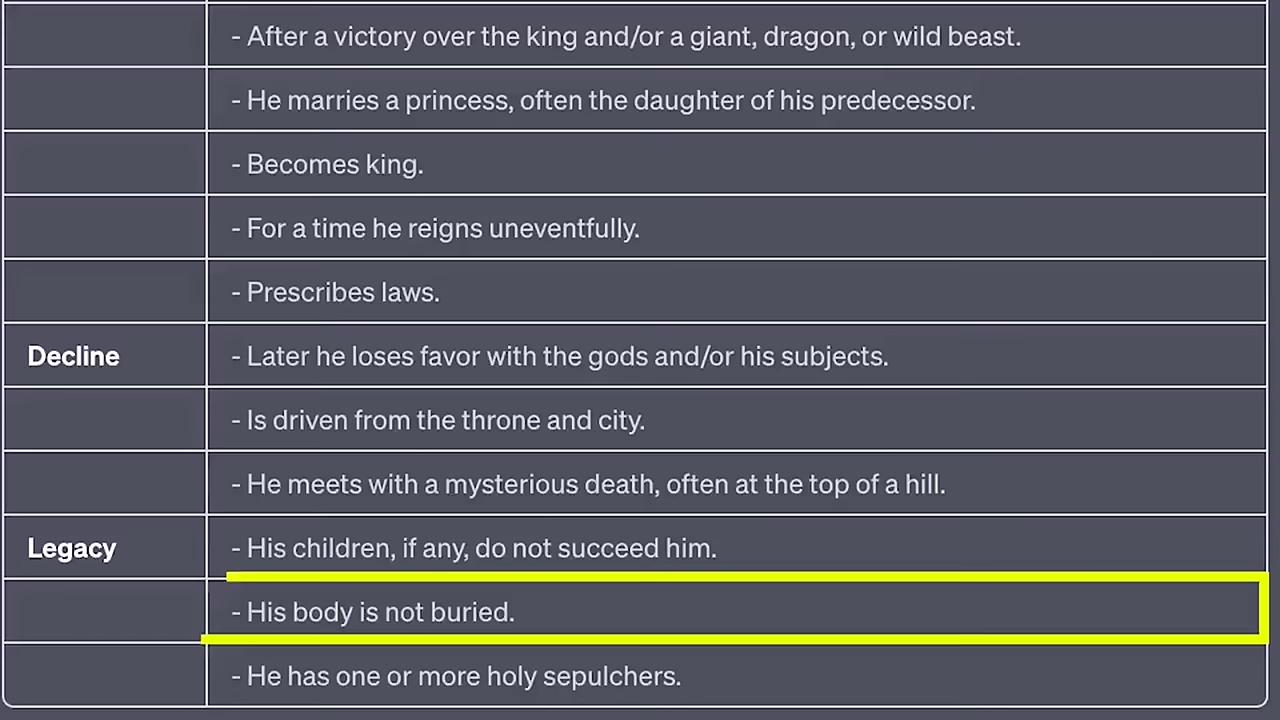 - After a victory over the king and/or a giant, dragon, or wild beast.
- He marries a princess, often the daughter of his predecessor.
- Becomes king.
- For a time he reigns uneventfully.
- Prescribes laws.
Decline - Later he loses favor with the gods and/or his subjects.
- Is driven from the throne and city.
- He meets with a mysterious death, often at the top of a hill.
Legacy - His children, if any, do not succeed him.
- His body is not buried.
- He has one or more holy sepulchers.